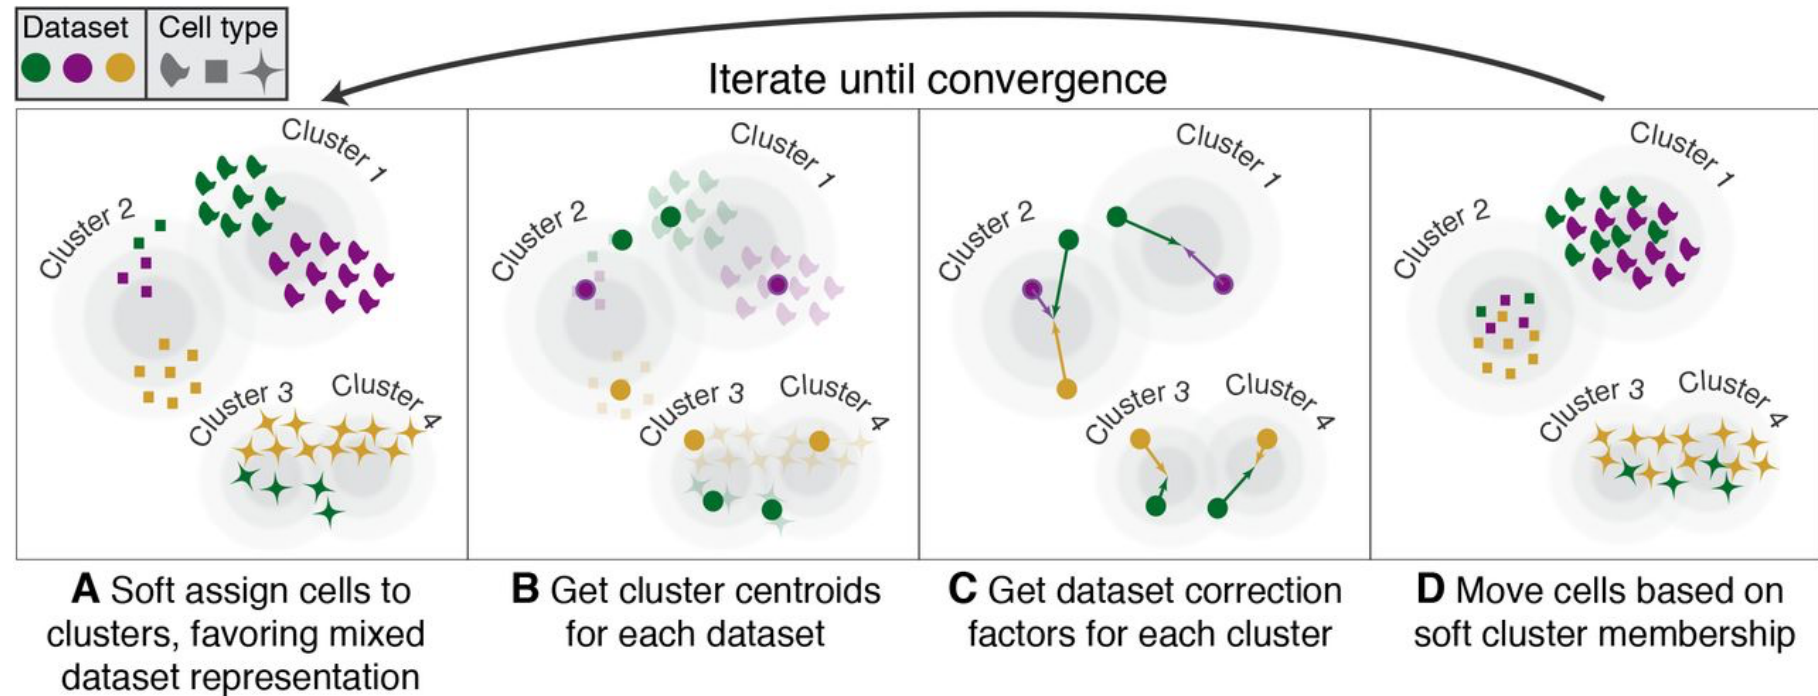 Dataset
Cell type
Iterate until convergence
Cluster 1
Cluster 2
Cluster 3
Cluster 4
Cluster 1
Cluster 2
Cluster 3
Cluster 4
Cluster 1
Cluster 2
Cluster 3
Cluster 4
Cluster 1
Cluster 2
Cluster 3
Cluster 4
A Soft assign cells to
clusters, favoring mixed
dataset representation
B Get cluster centroids
for each dataset
C Get dataset correction
factors for each cluster
D Move cells based on
soft cluster membership